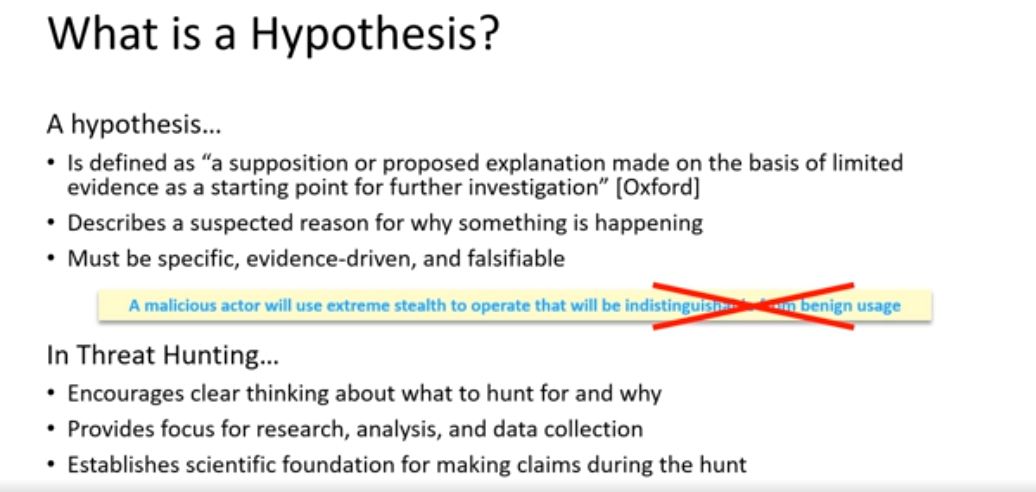 What is a Hypothesis?
A hypothesis...
• Is defined as “a supposition or proposed explanation made on the basis of limited
evidence as a starting point for further investigation” [Oxford]
• Describes a suspected reason for why something is happening
• Must be specific, evidence-driven, and falsifiable
A malicious actor will use extreme stealth to operate that will be indistinguishable from benign usage
In Threat Hunting...
• Encourages clear thinking about what to hunt for and why
• Provides focus for research, analysis, and data collection
• Establishes scientific foundation for making claims during the hunt